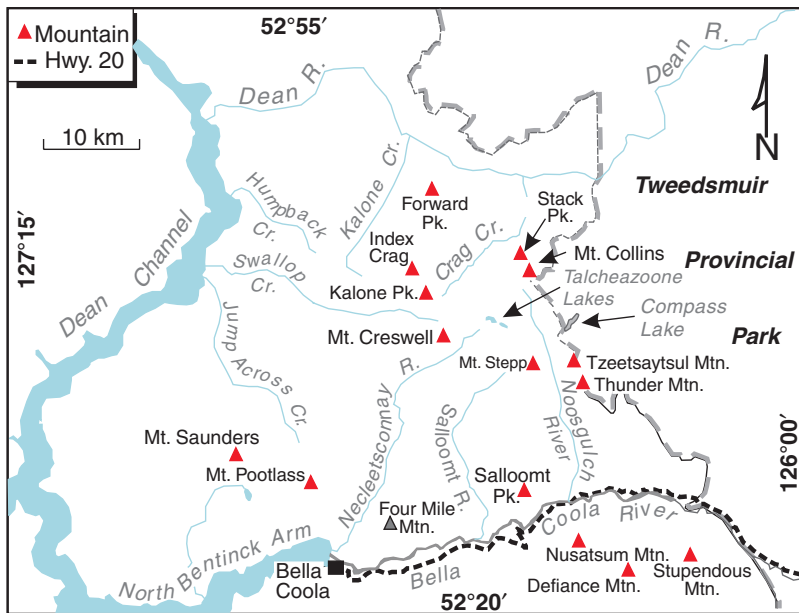 Mountain
Hwy. 20
52°55′
10 km
N
127°15′
Dean R.
Dean R.
Dean Channel
Humpback
Cr.
Kalone Cr.
Forward
Pk.
Stack
Pk.
Tweedsmuir
Index
Crag
Crag Cr.
Mt. Collins
Provincial
Swallop
Cr.
Kalone Pk.
Talcheazoone
Lakes
Compass
Lake
Park
Jump Across Cr.
Mt. Creswell
Necleetsconnay R.
Mt. Stepp
Tzeetsaytsul Mtn.
Thunder Mtn.
Salloomt R.
Noosgulch
River
Mt. Saunders
Mt. Pootlass
126°00′
Salloomt
Pk.
Four Mile
Mtn.
North Bentinck Arm
Bella
Coola
Bella
Coola River
Nusatsum Mtn.
Defiance Mtn.
Stupendous
Mtn.
52°20′